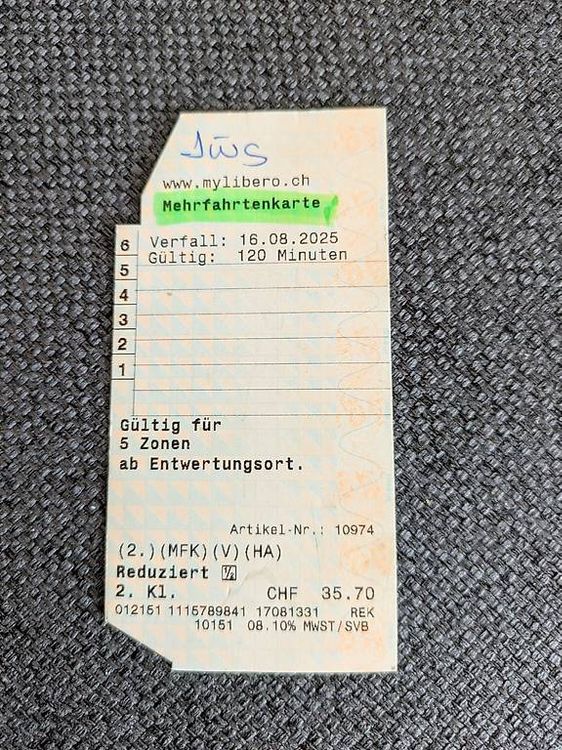 www.mylibero.ch
Mehrfahrtenkarte
6 Verfall: 16.08.2025
5 Gültig: 120 Minuten
4
3
2
1
Gültig für
5 Zonen
ab Entwertungsort.
Artikel-Nr.: 10974
(2.)(MFK)(V)(HA)
Reduziert ½
2. Kl. CHF 35.70
012151 1115789841 17081331 REK
10151 08.10% MWST/SVB